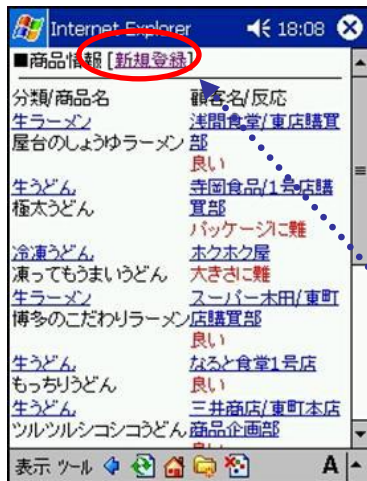 Internet Explorer 18:08
■商品情報 [新規登録]
分類/商品名 顧客名/反応
生ラーメン 浅間食堂/東店購買
屋台のしょうゆラーメン 部
良い
生うどん 寺岡食品/1号店購
極太うどん 買部
パッケージに難
冷凍うどん ホクホク屋
凍ってもうまいうどん 大きさに難
生ラーメン スーパー木田/東町
博多のこだわりラーメン 店購買部
良い
生うどん なると食堂1号店
もっちりうどん 良い
生うどん 三井商店/東町本店
ツルツルシコシコうどん 商品企画部
表示 ツール A